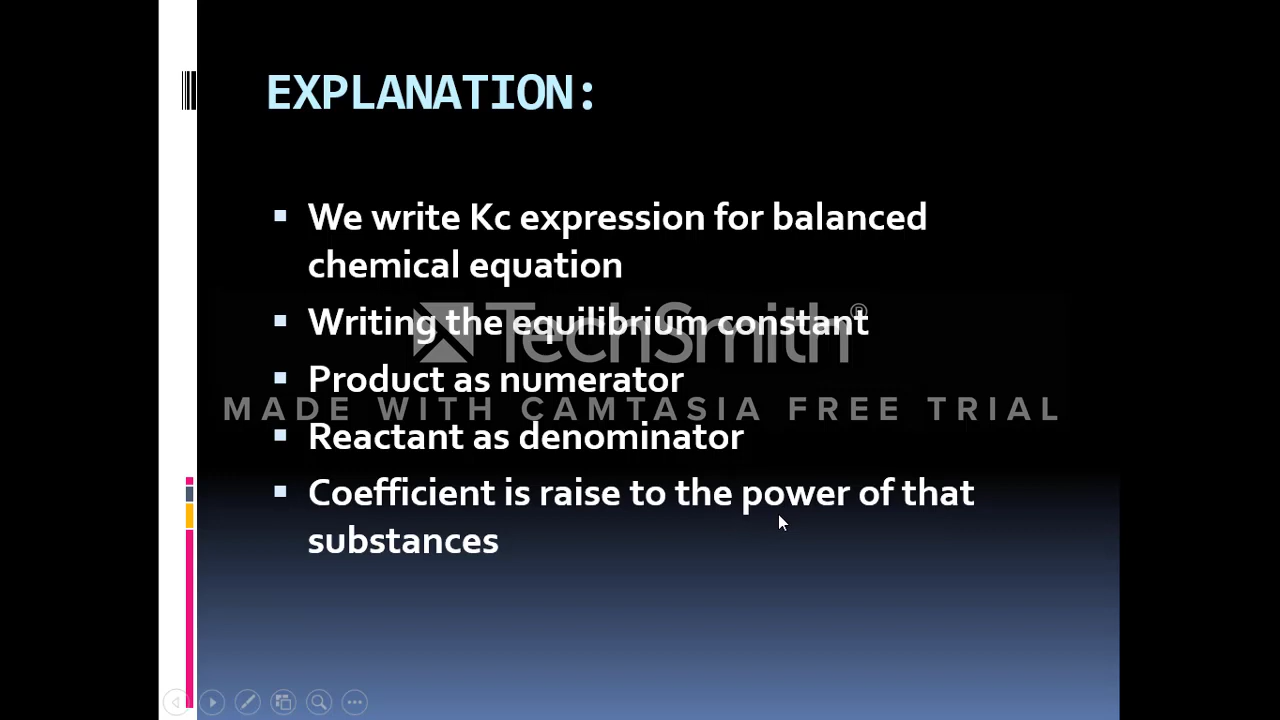 EXPLANATION:
We write Kc expression for balanced
chemical equation
Writing the equilibrium constant
TechSmith®
Product as numerator
MADE WITH CAMTASIA FREE TRIAL
Reactant as denominator
Coefficient is raise to the power of that
substances